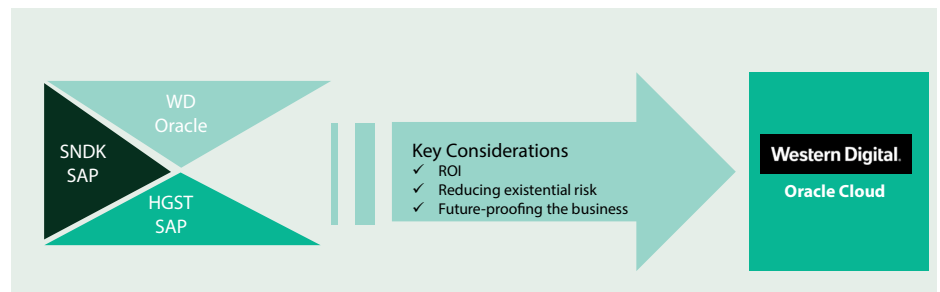 WD
Oracle
SNDK
SAP
HGST
SAP
Key Considerations
✓ ROI
✓ Reducing existential risk
✓ Future-proofing the business
Western Digital.
Oracle Cloud